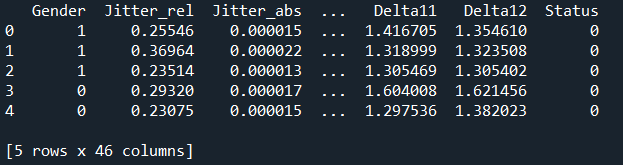 Gender Jitter_rel Jitter_abs ... Delta11 Delta12 Status
0 1 0.25546 0.000015 ... 1.416705 1.354610 0
1 1 0.36964 0.000022 ... 1.318999 1.323508 0
2 1 0.23514 0.000013 ... 1.305469 1.305402 0
3 0 0.29320 0.000017 ... 1.604008 1.621456 0
4 0 0.23075 0.000015 ... 1.297536 1.382023 0
[5 rows x 46 columns]